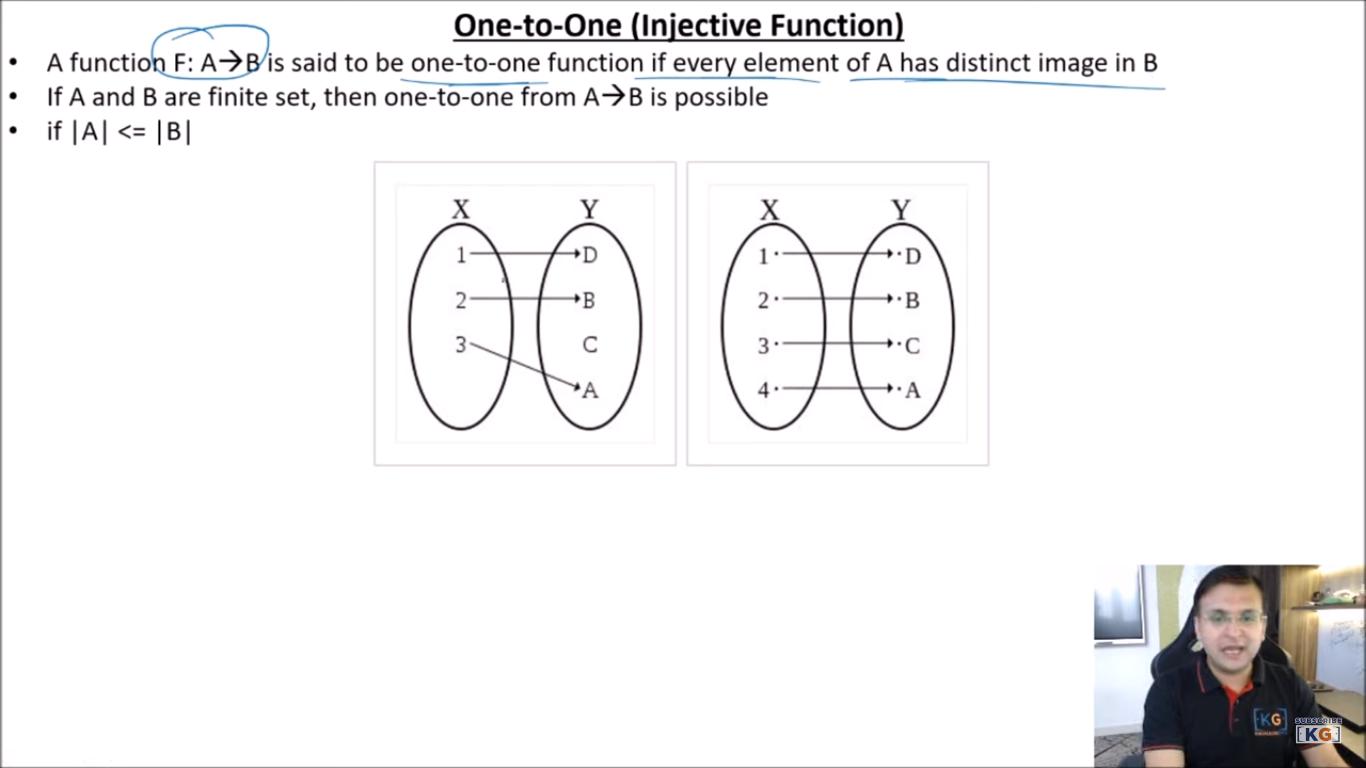 One-to-One (Injective Function)
• A function F: A→B is said to be one-to-one function if every element of A has distinct image in B
• If A and B are finite set, then one-to-one from A→B is possible
• if |A| <= |B|
X Y
1 D
2 B
3 C
A
X Y
1 D
2 B
3 C
4 A
KG
SUBSCRIBE
[KG]